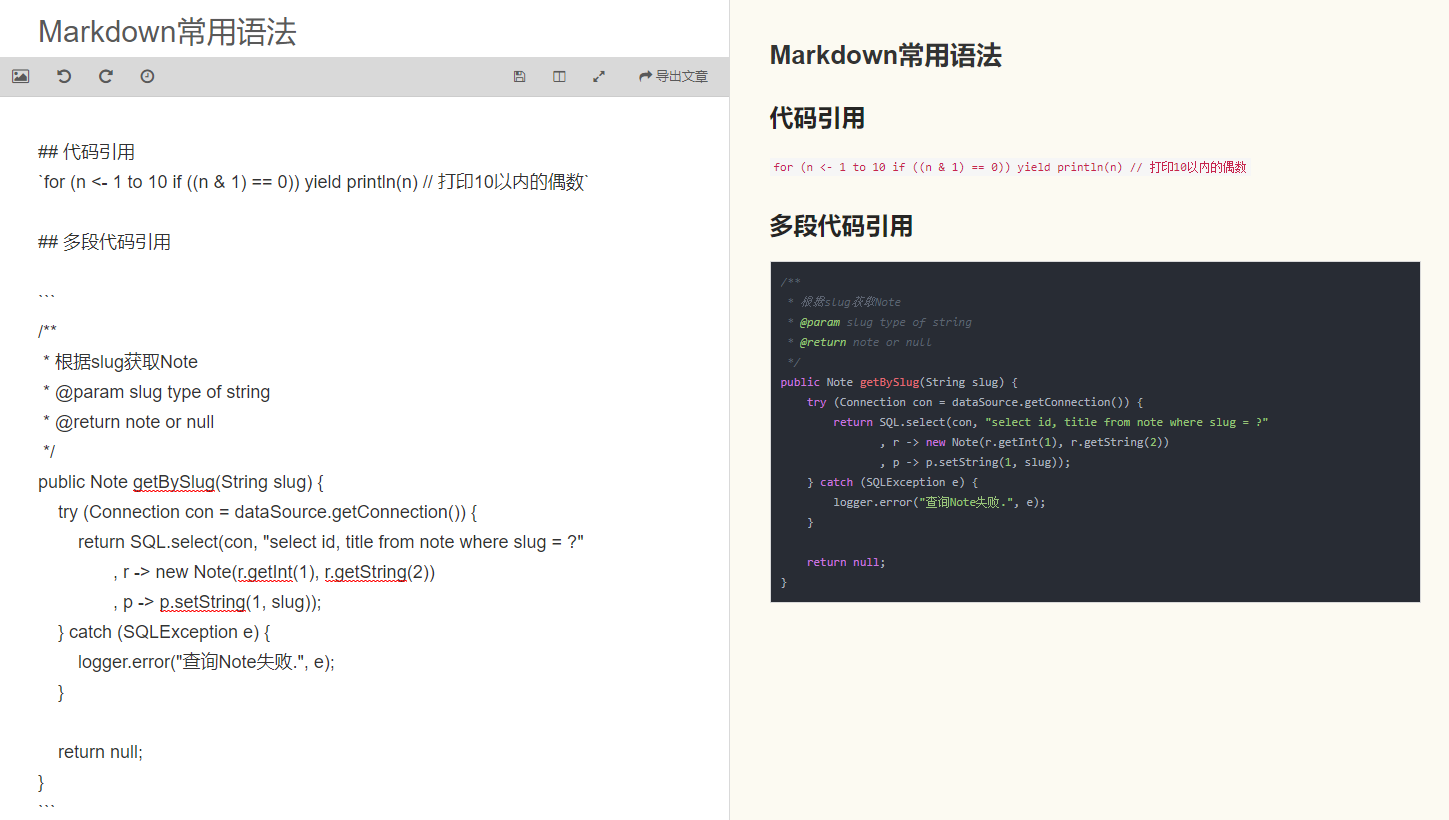 Markdown常用语法
导出文章
## 代码引用
`for (n <- 1 to 10 if ((n & 1) == 0)) yield println(n) // 打印10以内的偶数`
## 多段代码引用
```
/**
 * 根据slug获取Note
 * @param slug type of string
 * @return note or null
 */
public Note getBySlug(String slug) {
    try (Connection con = dataSource.getConnection()) {
        return SQL.select(con, "select id, title from note where slug = ?"
               , r -> new Note(r.getInt(1), r.getString(2))
               , p -> p.setString(1, slug));
    } catch (SQLException e) {
        logger.error("查询Note失败.", e);
    }
    return null;
}
```
Markdown常用语法
代码引用
for (n <- 1 to 10 if ((n & 1) == 0)) yield println(n) // 打印10以内的偶数
多段代码引用
/**
 * 根据slug获取Note
 * @param slug type of string
 * @return note or null
 */
public Note getBySlug(String slug) {
    try (Connection con = dataSource.getConnection()) {
        return SQL.select(con, "select id, title from note where slug = ?"
               , r -> new Note(r.getInt(1), r.getString(2))
               , p -> p.setString(1, slug));
    } catch (SQLException e) {
        logger.error("查询Note失败.", e);
    }
    return null;
}